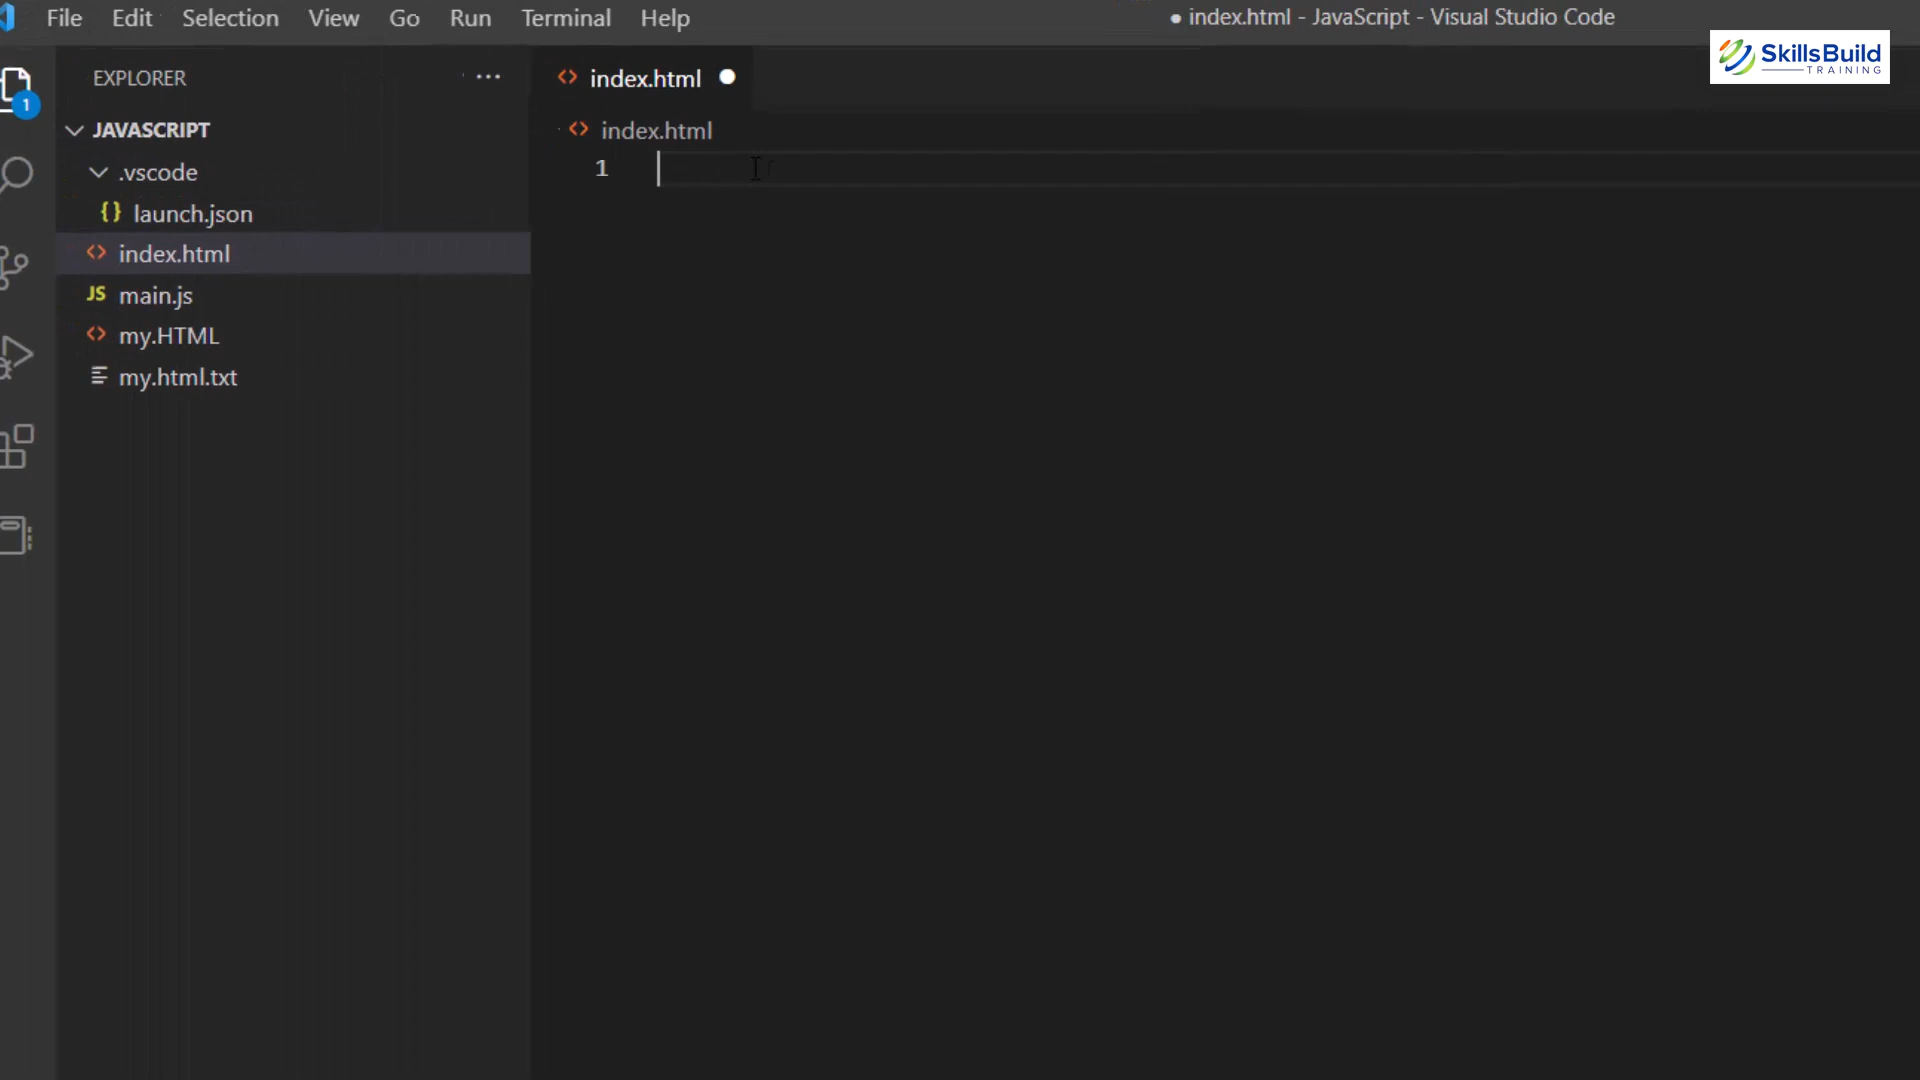 File Edit Selection View Go Run Terminal Help
● index.html - JavaScript - Visual Studio Code
SkillsBuild
TRAINING
EXPLORER ...
index.html ●
1
JAVASCRIPT
index.html
.vscode
1
{} launch.json
<> index.html
JS main.js
<> my.HTML
my.html.txt